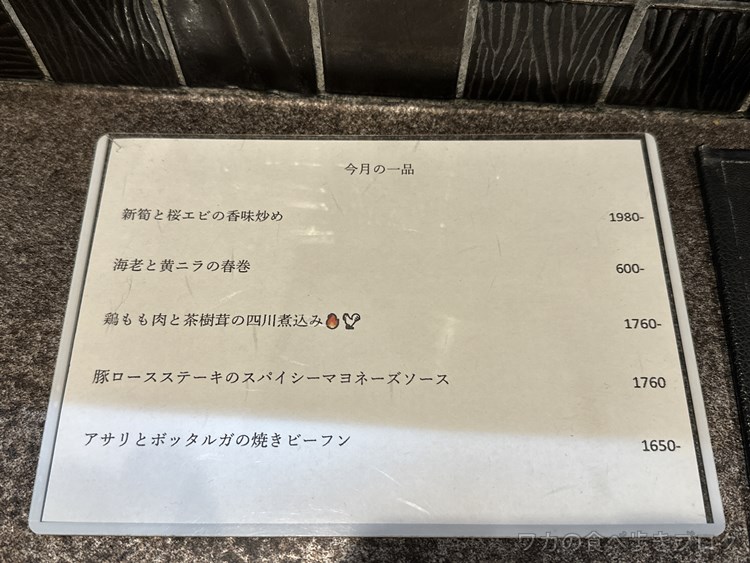 今月の一品
新筍と桜エビの香味炒め 1980-
海老と黄ニラの春巻 600-
鶏もも肉と茶樹茸の四川煮込み🔥🐓 1760-
豚ロースステーキのスパイシーマヨネーズソース 1760
アサリとボッタルガの焼きビーフン 1650-
ワカの食べ歩きブログ